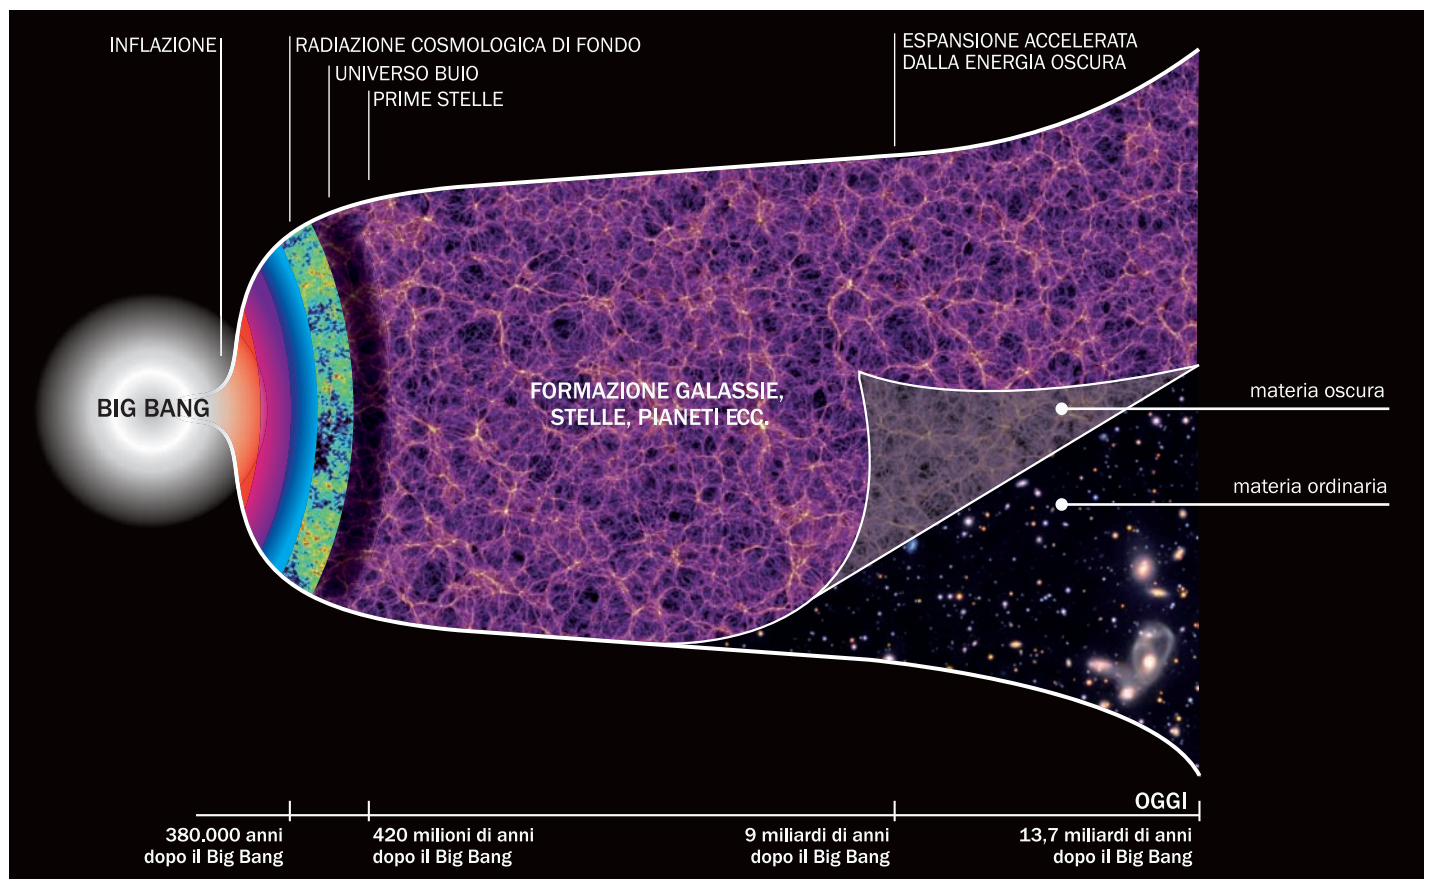 INFLAZIONE
RADIAZIONE COSMOLOGICA DI FONDO
UNIVERSO BUIO
PRIME STELLE
ESPANSIONE ACCELERATA
DALLA ENERGIA OSCURA
BIG BANG
FORMAZIONE GALASSIE,
STELLE, PIANETI ECC.
materia oscura
materia ordinaria
OGGI
380.000 anni
dopo il Big Bang
420 milioni di anni
dopo il Big Bang
9 miliardi di anni
dopo il Big Bang
13,7 miliardi di anni
dopo il Big Bang